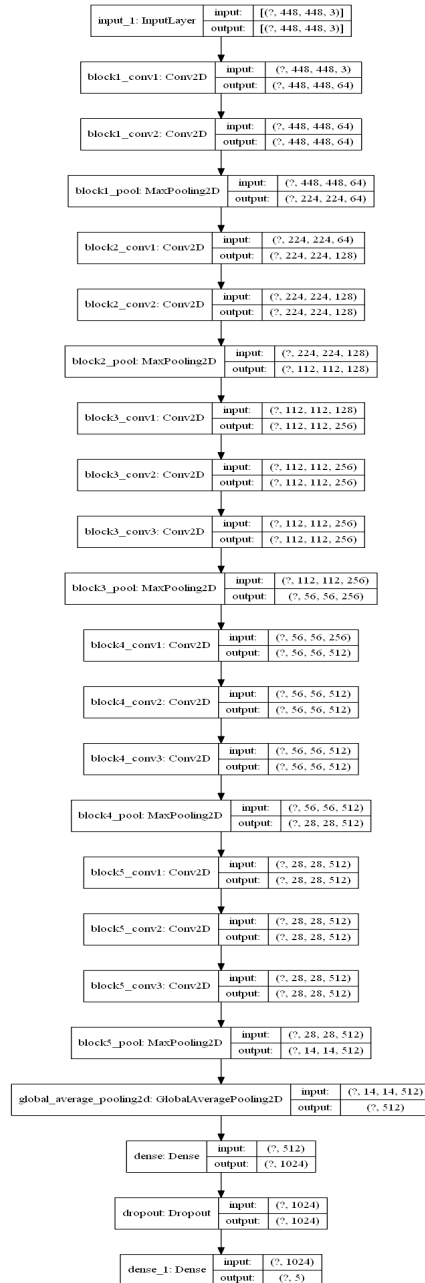 input_1: InputLayer input: [(?, 448, 448, 3)]
output: [(?, 448, 448, 3)]
block1_conv1: Conv2D input: (?, 448, 448, 3)
output: (?, 448, 448, 64)
block1_conv2: Conv2D input: (?, 448, 448, 64)
output: (?, 448, 448, 64)
block1_pool: MaxPooling2D input: (?, 448, 448, 64)
output: (?, 224, 224, 64)
block2_conv1: Conv2D input: (?, 224, 224, 64)
output: (?, 224, 224, 128)
block2_conv2: Conv2D input: (?, 224, 224, 128)
output: (?, 224, 224, 128)
block2_pool: MaxPooling2D input: (?, 224, 224, 128)
output: (?, 112, 112, 128)
block3_conv1: Conv2D input: (?, 112, 112, 128)
output: (?, 112, 112, 256)
block3_conv2: Conv2D input: (?, 112, 112, 256)
output: (?, 112, 112, 256)
block3_conv3: Conv2D input: (?, 112, 112, 256)
output: (?, 112, 112, 256)
block3_pool: MaxPooling2D input: (?, 112, 112, 256)
output: (?, 56, 56, 256)
block4_conv1: Conv2D input: (?, 56, 56, 256)
output: (?, 56, 56, 512)
block4_conv2: Conv2D input: (?, 56, 56, 512)
output: (?, 56, 56, 512)
block4_conv3: Conv2D input: (?, 56, 56, 512)
output: (?, 56, 56, 512)
block4_pool: MaxPooling2D input: (?, 56, 56, 512)
output: (?, 28, 28, 512)
block5_conv1: Conv2D input: (?, 28, 28, 512)
output: (?, 28, 28, 512)
block5_conv2: Conv2D input: (?, 28, 28, 512)
output: (?, 28, 28, 512)
block5_conv3: Conv2D input: (?, 28, 28, 512)
output: (?, 28, 28, 512)
block5_pool: MaxPooling2D input: (?, 28, 28, 512)
output: (?, 14, 14, 512)
global_average_pooling2d: GlobalAveragePooling2D input: (?, 14, 14, 512)
output: (?, 512)
dense: Dense input: (?, 512)
output: (?, 1024)
dropout: Dropout input: (?, 1024)
output: (?, 1024)
dense_1: Dense input: (?, 1024)
output: (?, 5)